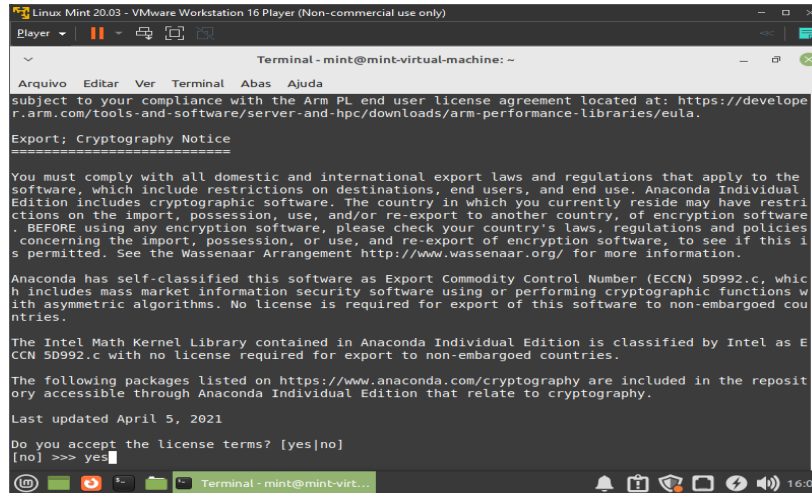 Linux Mint 20.03 - VMware Workstation 16 Player (Non-commercial use only)
Player
Terminal - mint@mint-virtual-machine: ~
Arquivo Editar Ver Terminal Abas Ajuda
subject to your compliance with the Arm PL end user license agreement located at: https://develope
r.arm.com/tools-and-software/server-and-hpc/downloads/arm-performance-libraries/eula.
Export; Cryptography Notice
===========================
You must comply with all domestic and international export laws and regulations that apply to the
software, which include restrictions on destinations, end users, and end use. Anaconda Individual
Edition includes cryptographic software. The country in which you currently reside may have restri
ctions on the import, possession, use, and/or re-export to another country, of encryption software
. BEFORE using any encryption software, please check your country's laws, regulations and policies
concerning the import, possession, or use, and re-export of encryption software, to see if this i
s permitted. See the Wassenaar Arrangement http://www.wassenaar.org/ for more information.
Anaconda has self-classified this software as Export Commodity Control Number (ECCN) 5D992.c, whic
h includes mass market information security software using or performing cryptographic functions w
ith asymmetric algorithms. No license is required for export of this software to non-embargoed cou
ntries.
The Intel Math Kernel Library contained in Anaconda Individual Edition is classified by Intel as E
CCN 5D992.c with no license required for export to non-embargoed countries.
The following packages listed on https://www.anaconda.com/cryptography are included in the reposit
ory accessible through Anaconda Individual Edition that relate to cryptography.
Last updated April 5, 2021
Do you accept the license terms? [yes|no]
[no] >>> yes
Terminal - mint@mint-virt...
16:0